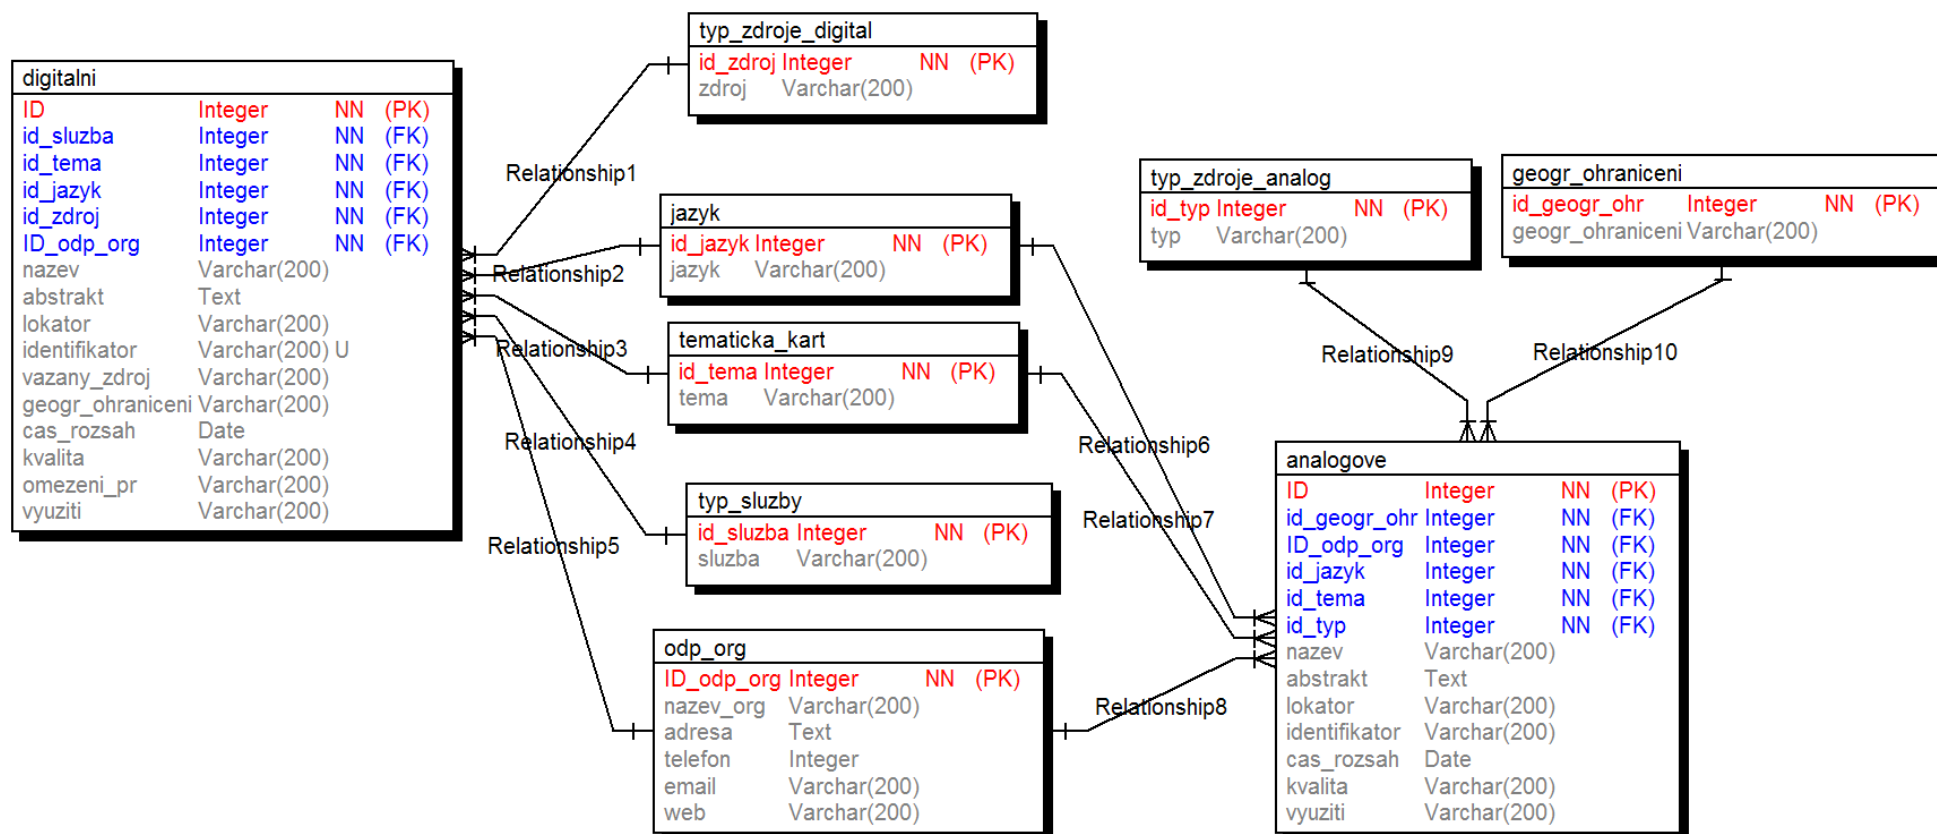 digitalni
ID Integer NN (PK)
id_sluzba Integer NN (FK)
id_tema Integer NN (FK)
id_jazyk Integer NN (FK)
id_zdroj Integer NN (FK)
ID_odp_org Integer NN (FK)
nazev Varchar(200)
abstrakt Text
lokator Varchar(200)
identifikator Varchar(200) U
vazany_zdroj Varchar(200)
geogr_ohraniceni Varchar(200)
cas_rozsah Date
kvalita Varchar(200)
omezeni_pr Varchar(200)
vyuziti Varchar(200)
Relationship1
Relationship2
Relationship3
Relationship4
Relationship5
typ_zdroje_digital
id_zdroj Integer NN (PK)
zdroj Varchar(200)
jazyk
id_jazyk Integer NN (PK)
jazyk Varchar(200)
tematicka_kart
id_tema Integer NN (PK)
tema Varchar(200)
typ_sluzby
id_sluzba Integer NN (PK)
sluzba Varchar(200)
odp_org
ID_odp_org Integer NN (PK)
nazev_org Varchar(200)
adresa Text
telefon Integer
email Varchar(200)
web Varchar(200)
Relationship6
Relationship7
Relationship8
typ_zdroje_analog
id_typ Integer NN (PK)
typ Varchar(200)
geogr_ohraniceni
id_geogr_ohr Integer NN (PK)
geogr_ohraniceni Varchar(200)
Relationship9
Relationship10
analogove
ID Integer NN (PK)
id_geogr_ohr Integer NN (FK)
ID_odp_org Integer NN (FK)
id_jazyk Integer NN (FK)
id_tema Integer NN (FK)
id_typ Integer NN (FK)
nazev Varchar(200)
abstrakt Text
lokator Varchar(200)
identifikator Varchar(200)
cas_rozsah Date
kvalita Varchar(200)
vyuziti Varchar(200)